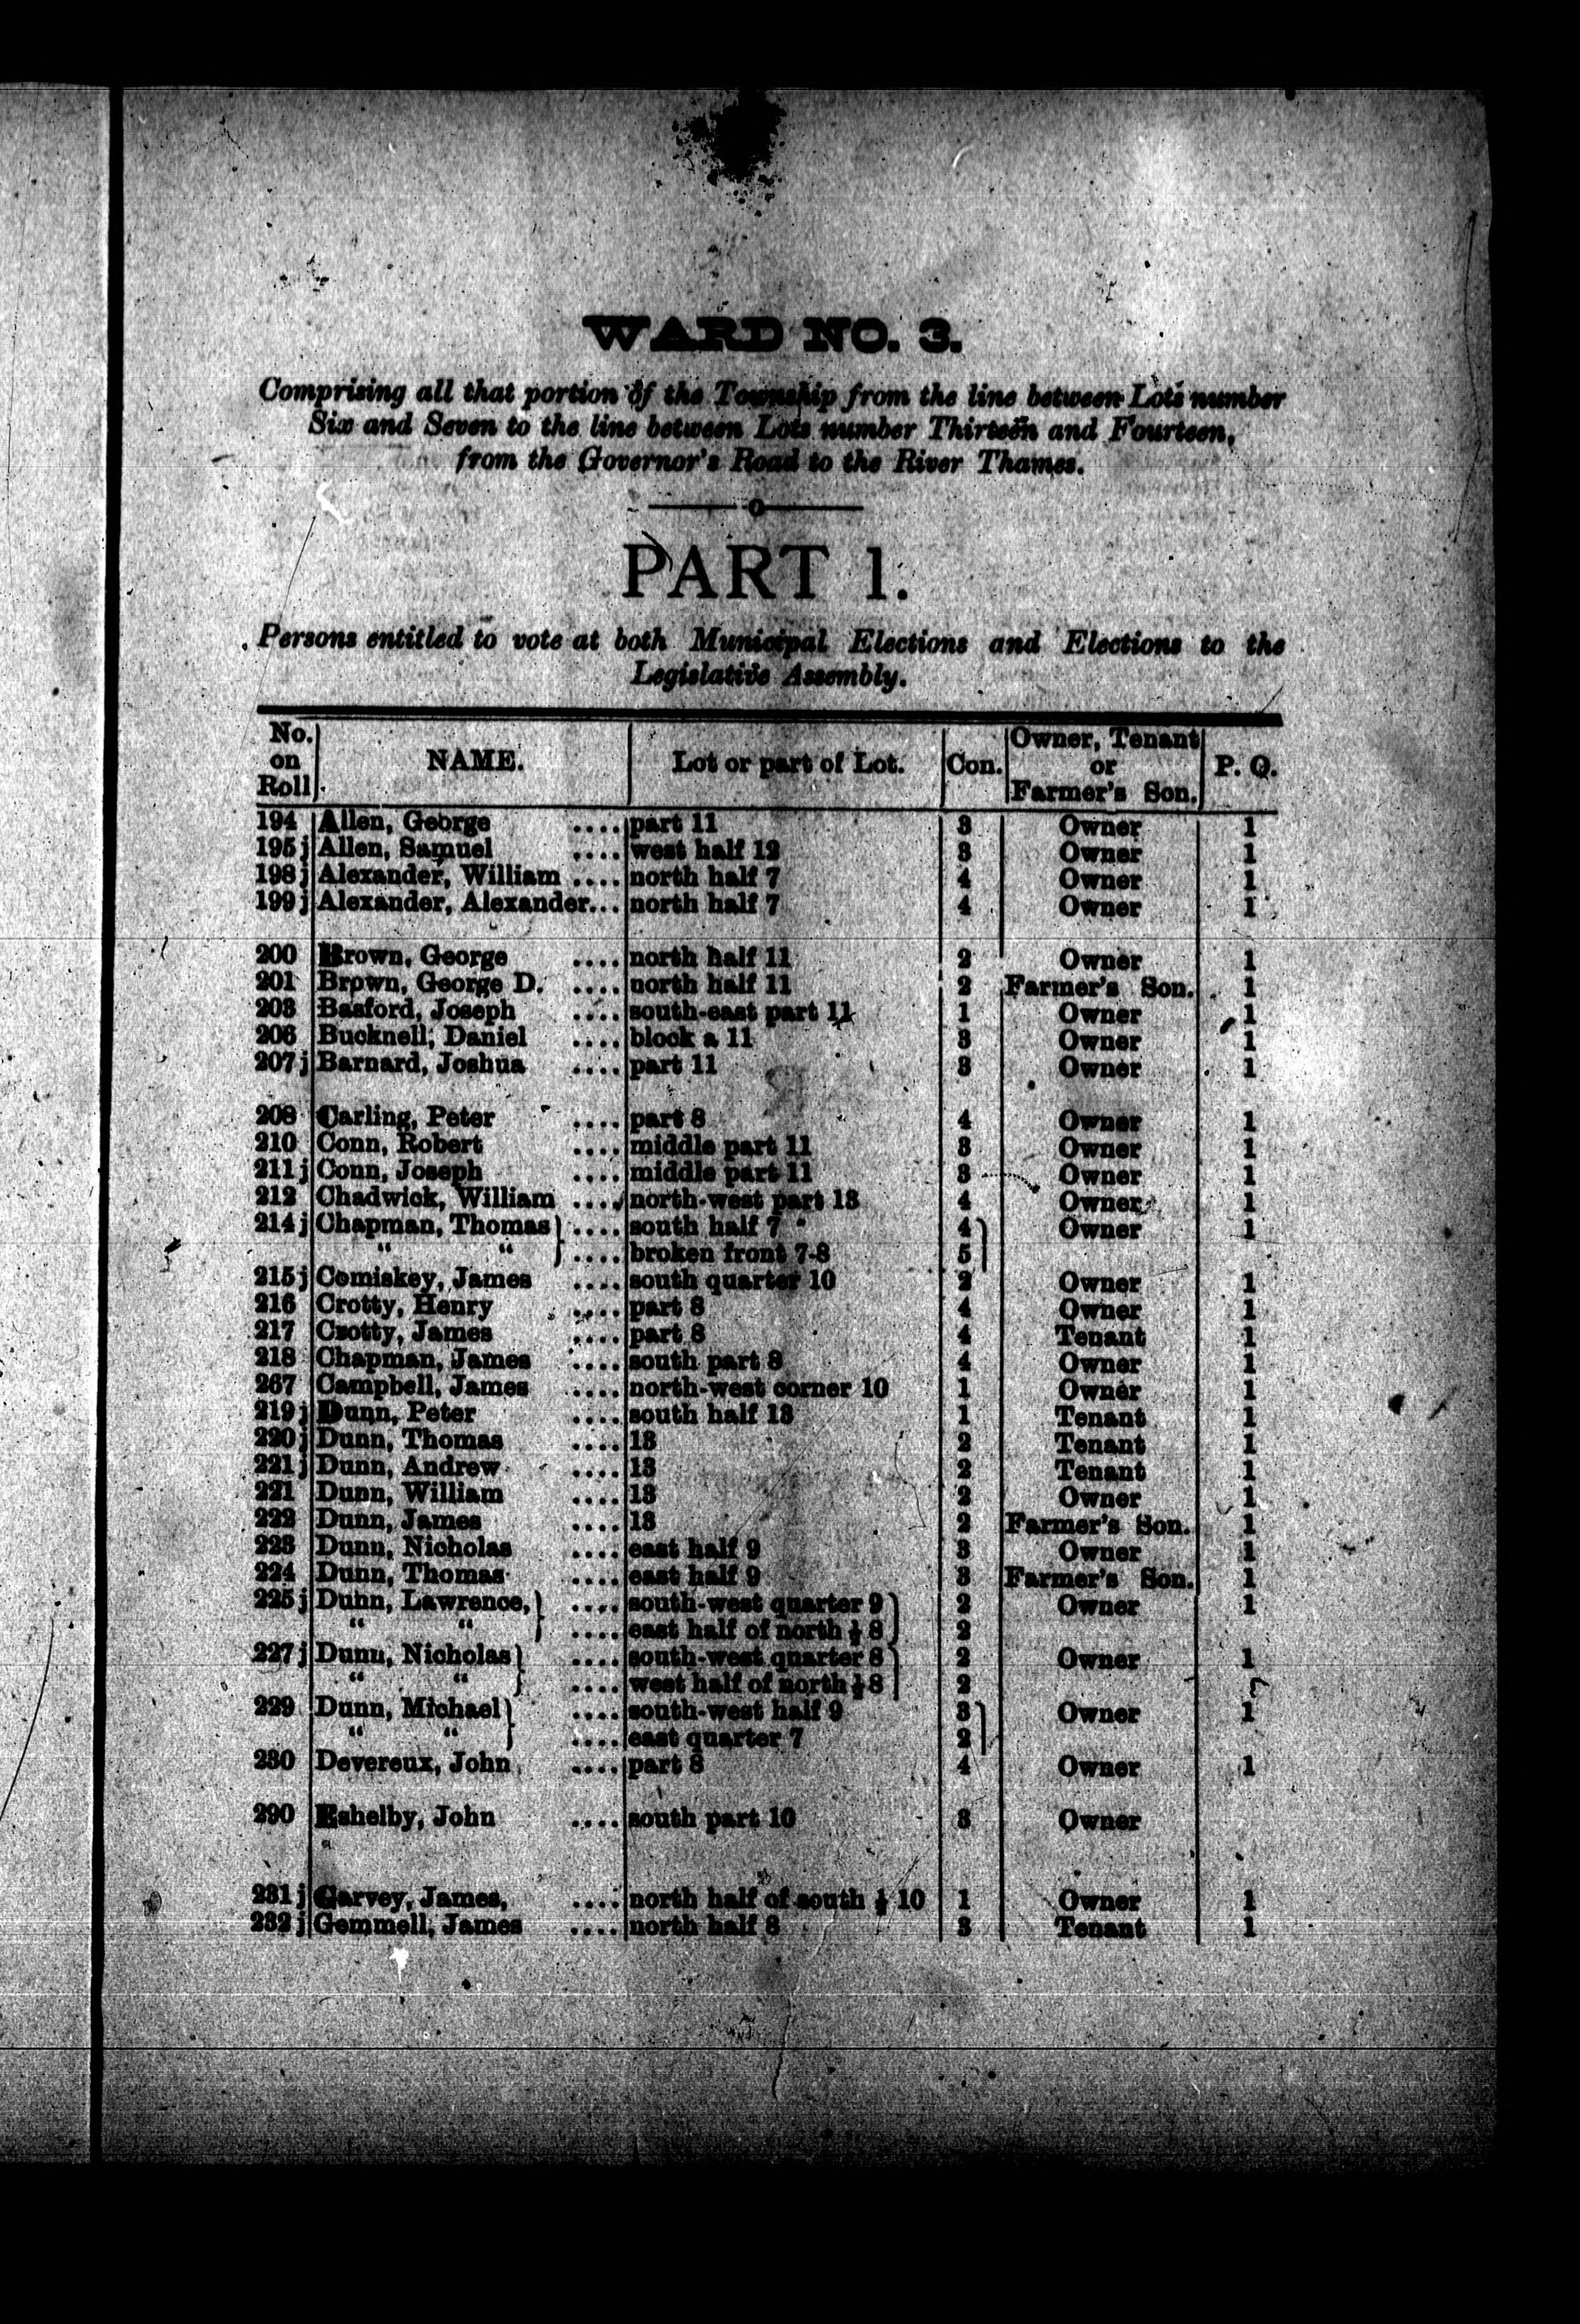 WARD NO. 3.
Comprising all that portion of the Township from the line between Lots number
Six and Seven to the line between Lots number Thirteen and Fourteen,
from the Governor's Road to the River Thames.
PART 1.
Persons entitled to vote at both Municipal Elections and Elections to the
Legislative Assembly.
No. on Roll. NAME. Lot or part of Lot. Con. Owner, Tenant or Farmer's Son. P. Q.
194 Allen, George .... part 11 3 Owner 1
195 j Allen, Samuel .... west half 12 3 Owner 1
198 j Alexander, William .... north half 7 4 Owner 1
199 j Alexander, Alexander... north half 7 4 Owner 1
200 Brown, George .... north half 11 2 Owner 1
201 Brown, George D. .... north half 11 2 Farmer's Son. 1
203 Basford, Joseph .... south-east part 11 1 Owner 1
206 Bucknell, Daniel .... block a 11 3 Owner 1
207 j Barnard, Joshua .... part 11 3 Owner 1
208 Carling, Peter .... part 8 4 Owner 1
210 Conn, Robert .... middle part 11 3 Owner 1
211 j Conn, Joseph .... middle part 11 3 Owner 1
212 Chadwick, William .... north-west part 13 4 Owner 1
214 j Chapman, Thomas } .... south half 7 4 } Owner 1
" " } .... broken front 7-8 5 }
215 j Comiskey, James .... south quarter 10 2 Owner 1
216 Crotty, Henry .... part 8 4 Owner 1
217 Crotty, James .... part 8 4 Tenant 1
218 Chapman, James .... south part 8 4 Owner 1
267 Campbell, James .... north-west corner 10 1 Owner 1
219 j Dunn, Peter .... south half 13 1 Tenant 1
220 j Dunn, Thomas .... 13 2 Tenant 1
221 j Dunn, Andrew .... 13 2 Tenant 1
221 Dunn, William .... 13 2 Owner 1
222 Dunn, James .... 13 2 Farmer's Son. 1
223 Dunn, Nicholas .... east half 9 3 Owner 1
224 Dunn, Thomas .... east half 9 3 Farmer's Son. 1
225 j Dunn, Lawrence, } .... south-west quarter 9 } 2 Owner 1
" " } .... east half of north ½ 8 } 2
227 j Dunn, Nicholas } .... south-west quarter 8 } 2 Owner 1
" " } .... west half of north ½ 8 } 2
229 Dunn, Michael } .... south-west half 9 3 } Owner 1
" " } .... east quarter 7 2 }
230 Devereux, John .... part 8 4 Owner 1
290 Eshelby, John .... south part 10 3 Owner
231 j Garvey, James, .... north half of south ½ 10 1 Owner 1
232 j Gemmell, James .... north half 8 3 Tenant 1